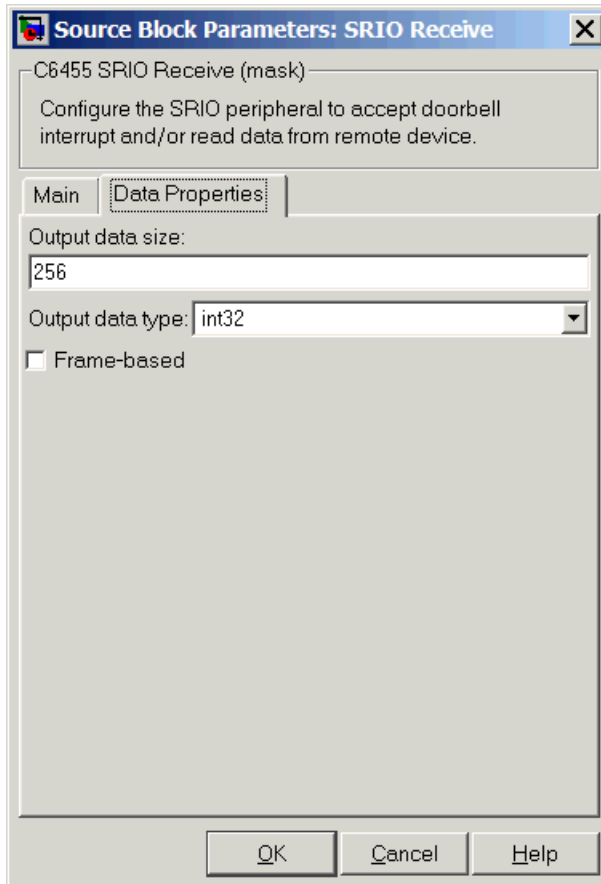 Source Block Parameters: SRIO Receive
C6455 SRIO Receive (mask)
Configure the SRIO peripheral to accept doorbell
interrupt and/or read data from remote device.
Main Data Properties
Output data size:
256
Output data type: int32
Frame-based
OK Cancel Help